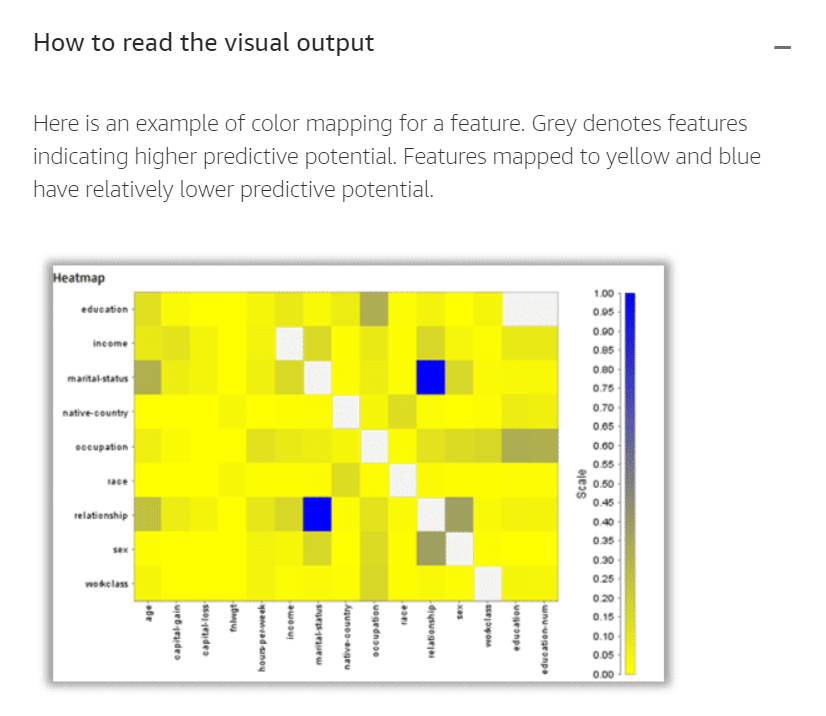 How to read the visual output
Here is an example of color mapping for a feature. Grey denotes features
indicating higher predictive potential. Features mapped to yellow and blue
have relatively lower predictive potential.
Heatmap
education
income
marital-status
native-country
occupation
race
relationship
sex
workclass
age
capital-gain
capital-loss
fnlwgt
hours-per-week
income
marital-status
native-country
occupation
race
relationship
sex
workclass
education
education-num
Scale
1.00
0.95
0.90
0.85
0.80
0.75
0.70
0.65
0.60
0.55
0.50
0.45
0.40
0.35
0.30
0.25
0.20
0.15
0.10
0.05
0.00